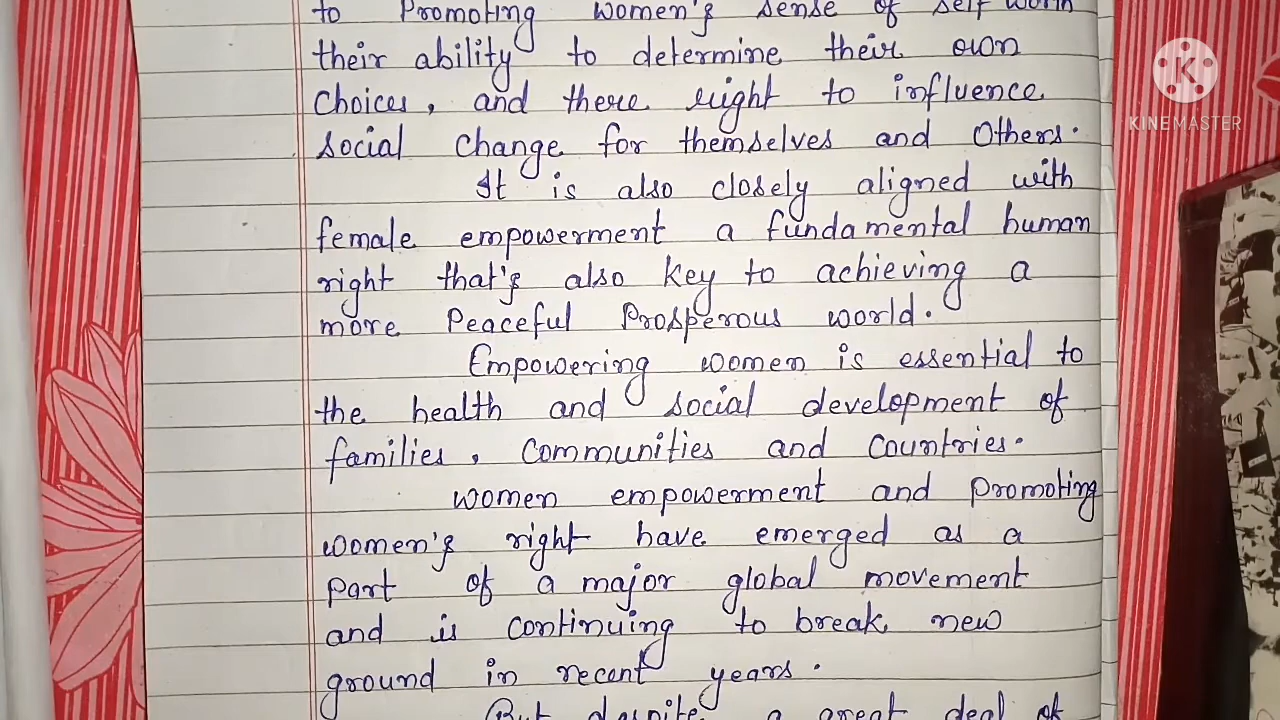 to Promoting women's sense of self worth
their ability to determine their own
choices, and there right to influence
social change for themselves and Others.
It is also closely aligned with
female empowerment a fundamental human
right that's also key to achieving a
more Peaceful Prosperous world.
Empowering women is essential to
the health and social development of
families, Communities and Countries.
women empowerment and Promoting
women's right have emerged as a
part of a major global movement
and is continuing to break new
ground in recent years.
But despite a great deal of
K
KINEMASTER